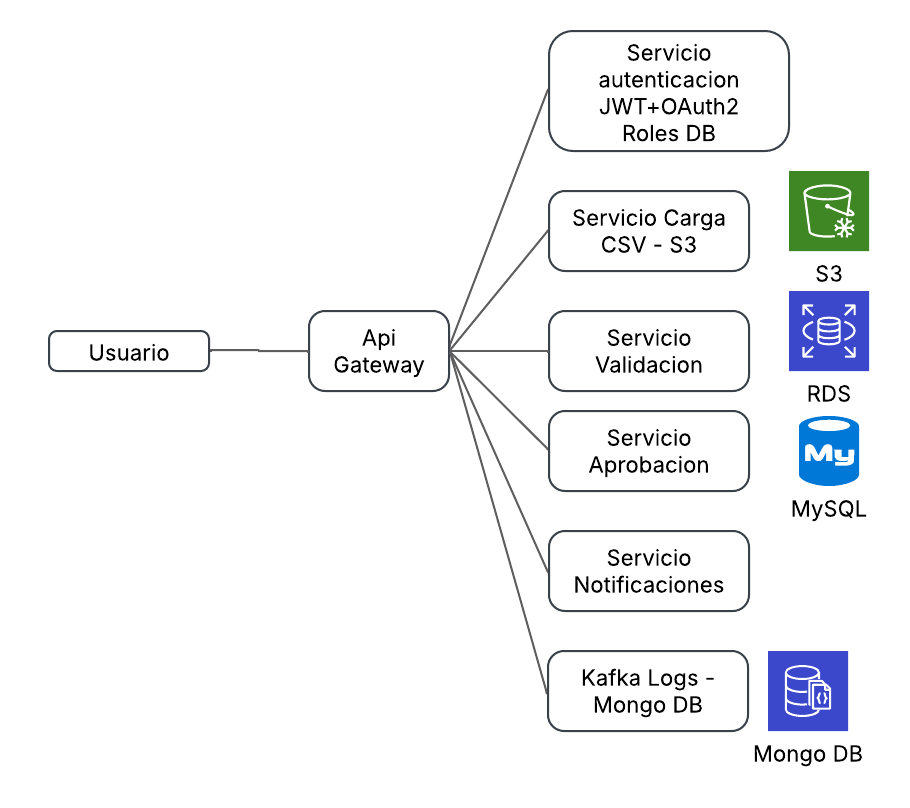 Usuario
Api
Gateway
Servicio
autenticacion
JWT+OAuth2
Roles DB
Servicio Carga
CSV - S3
S3
Servicio
Validacion
RDS
Servicio
Aprobacion
My
MySQL
Servicio
Notificaciones
Kafka Logs -
Mongo DB
Mongo DB